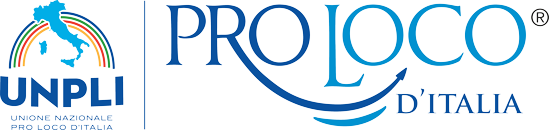 UNPLI
UNIONE NAZIONALE
PRO LOCO D'ITALIA
PRO LOCO®
D'ITALIA